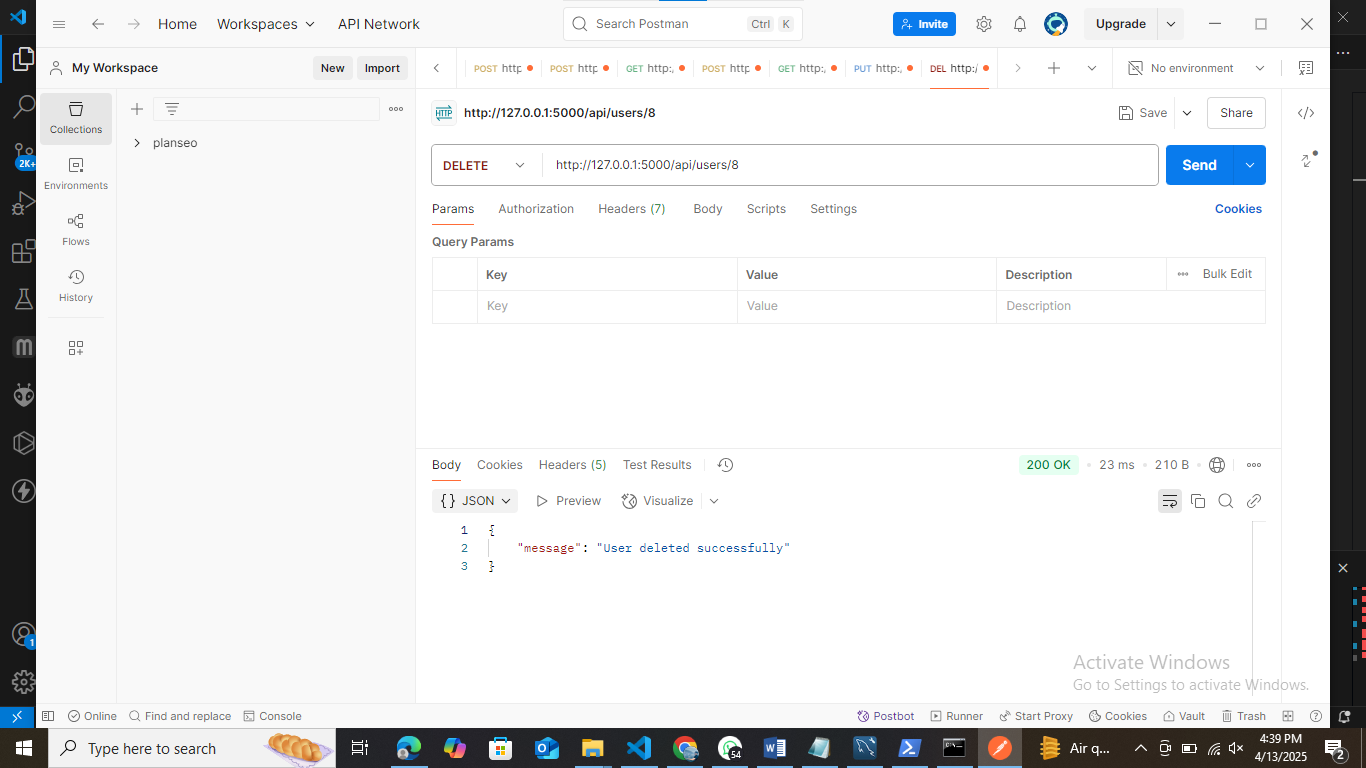 Home
Workspaces
API Network
Search Postman
Ctrl
K
Invite
Upgrade
My Workspace
New
Import
POST http
POST http
GET http:,
POST http
GET http:,
PUT http:,
DEL http:/
No environment
2K+
Collections
Environments
Flows
History
planseo
HTTP
http://127.0.0.1:5000/api/users/8
Save
Share
DELETE
http://127.0.0.1:5000/api/users/8
Send
Params
Authorization
Headers (7)
Body
Scripts
Settings
Cookies
Query Params
Key
Value
Description
Bulk Edit
Key
Value
Description
Body
Cookies
Headers (5)
Test Results
200 OK
23 ms
210 B
{} JSON
Preview
Visualize
1 {
2 "message": "User deleted successfully"
3 }
1
Activate Windows
Go to Settings to activate Windows.
Online
Find and replace
Console
Postbot
Runner
Start Proxy
Cookies
Vault
Trash
Type here to search
54
Air q...
4:39 PM
4/13/2025
2